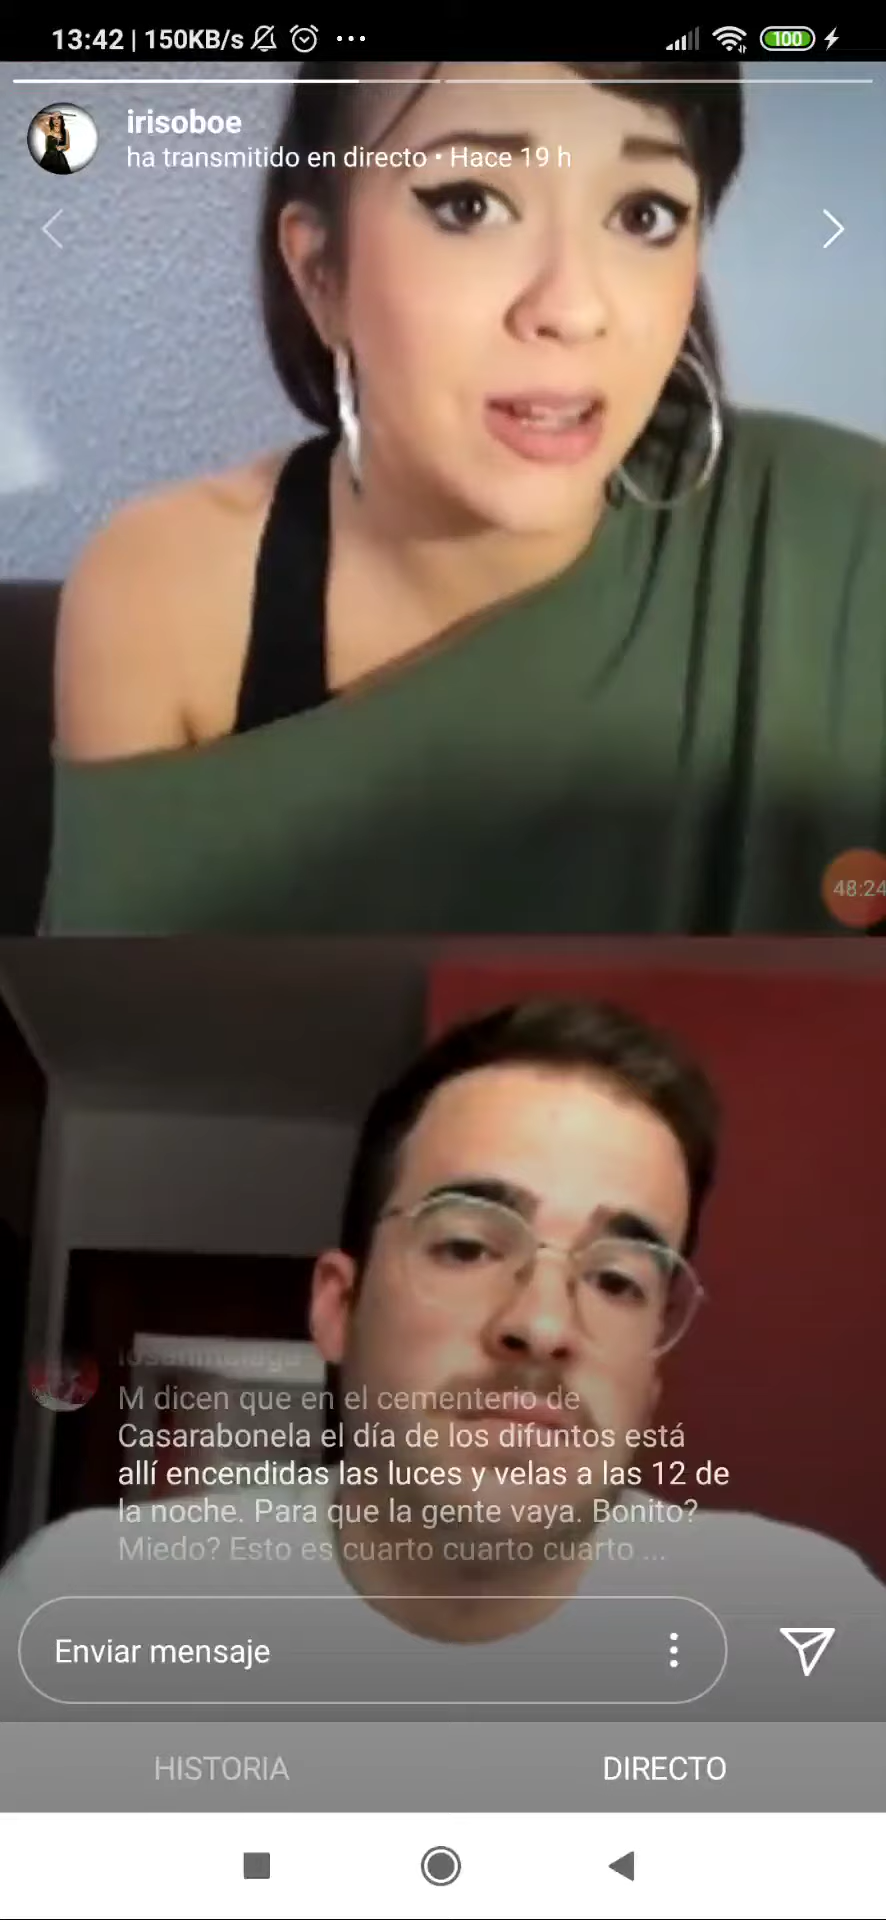 13:42 | 150KB/s ...
100
irisoboe
ha transmitido en directo • Hace 19 h
48:24
M dicen que en el cementerio de
Casarabonela el día de los difuntos está
allí encendidas las luces y velas a las 12 de
la noche. Para que la gente vaya. Bonito?
Miedo? Esto es cuarto cuarto cuarto ...
Enviar mensaje
HISTORIA DIRECTO